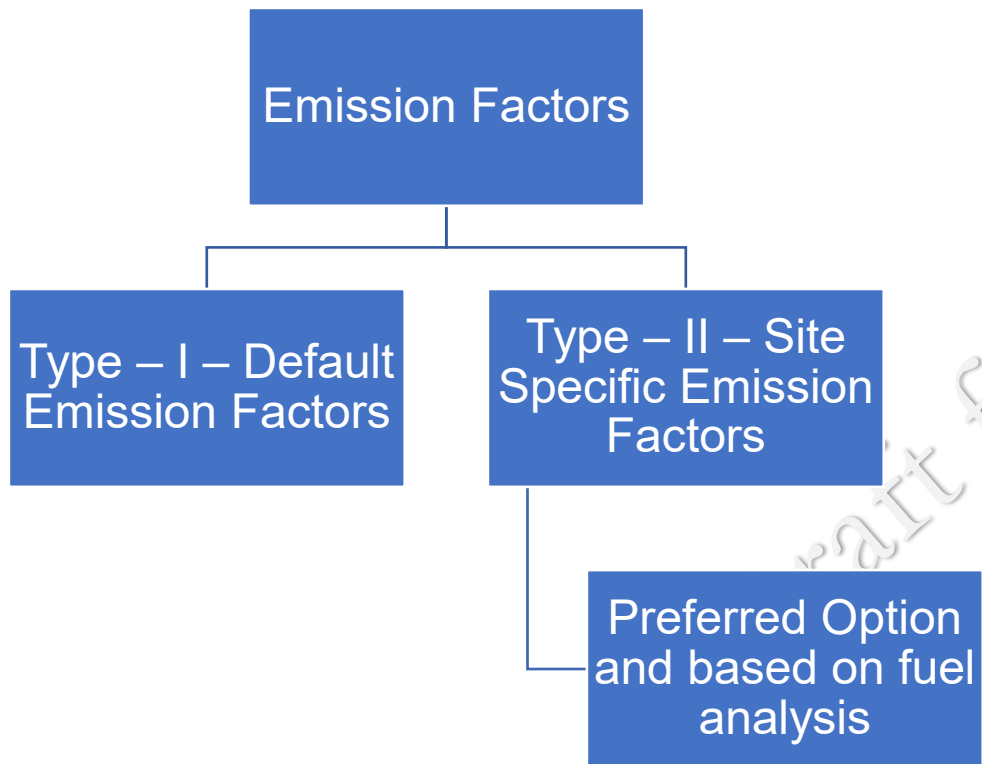 Emission Factors
Type – I – Default
Emission Factors
Type – II – Site
Specific Emission
Factors
Preferred Option
and based on fuel
analysis